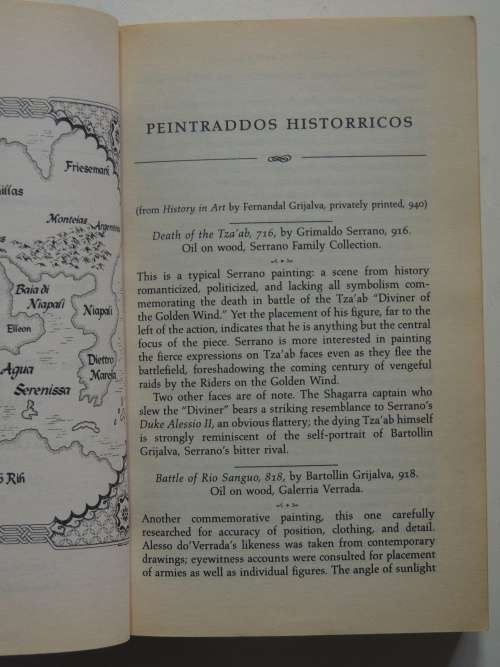 Friesemark
illas
Monteias
Argentina
Baia di
Niapali
Niapali
Elleon
Diettro
Mareia
Agua
Serenissa
Rih
PEINTRADDOS HISTORRICOS
(from History in Art by Fernandal Grijalva, privately printed, 940)
Death of the Tza'ab, 716, by Grimaldo Serrano, 916.
Oil on wood, Serrano Family Collection.
This is a typical Serrano painting: a scene from history
romanticized, politicized, and lacking all symbolism com-
memorating the death in battle of the Tza'ab “Diviner of
the Golden Wind.” Yet the placement of his figure, far to the
left of the action, indicates that he is anything but the central
focus of the piece. Serrano is more interested in painting
the fierce expressions on Tza'ab faces even as they flee the
battlefield, foreshadowing the coming century of vengeful
raids by the Riders on the Golden Wind.
Two other faces are of note. The Shagarra captain who
slew the “Diviner” bears a striking resemblance to Serrano's
Duke Alessio II, an obvious flattery; the dying Tza'ab himself
is strongly reminiscent of the self-portrait of Bartollin
Grijalva, Serrano's bitter rival.
Battle of Rio Sanguo, 818, by Bartollin Grijalva, 918.
Oil on wood, Galerria Verrada.
Another commemorative painting, this one carefully
researched for accuracy of position, clothing, and detail.
Alesso do'Verrada's likeness was taken from contemporary
drawings; eyewitness accounts were consulted for placement
of armies as well as individual figures. The angle of sunlight